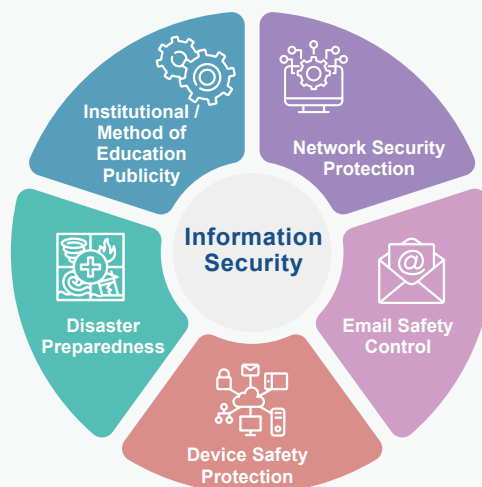 Institutional /
Method of
Education
Publicity
Network Security
Protection
Information
Security
Disaster
Preparedness
@
Email Safety
Control
Device Safety
Protection